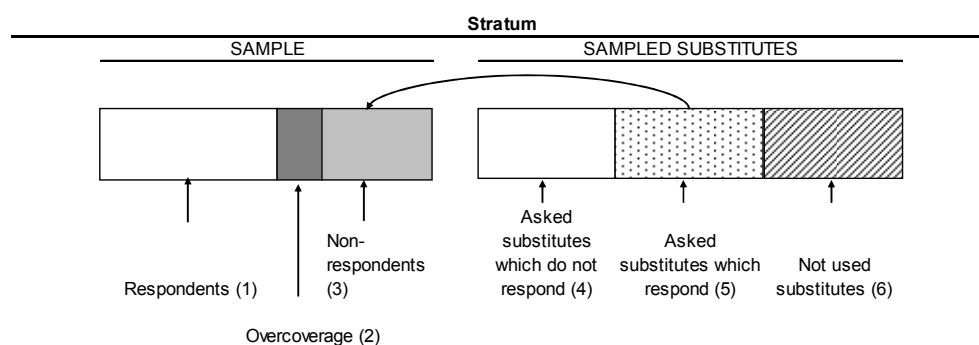 Stratum
SAMPLE
SAMPLED SUBSTITUTES
Respondents (1)
Overcoverage (2)
Non-
respondents
(3)
Asked
substitutes
which do not
respond (4)
Asked
substitutes which
respond (5)
Not used
substitutes (6)